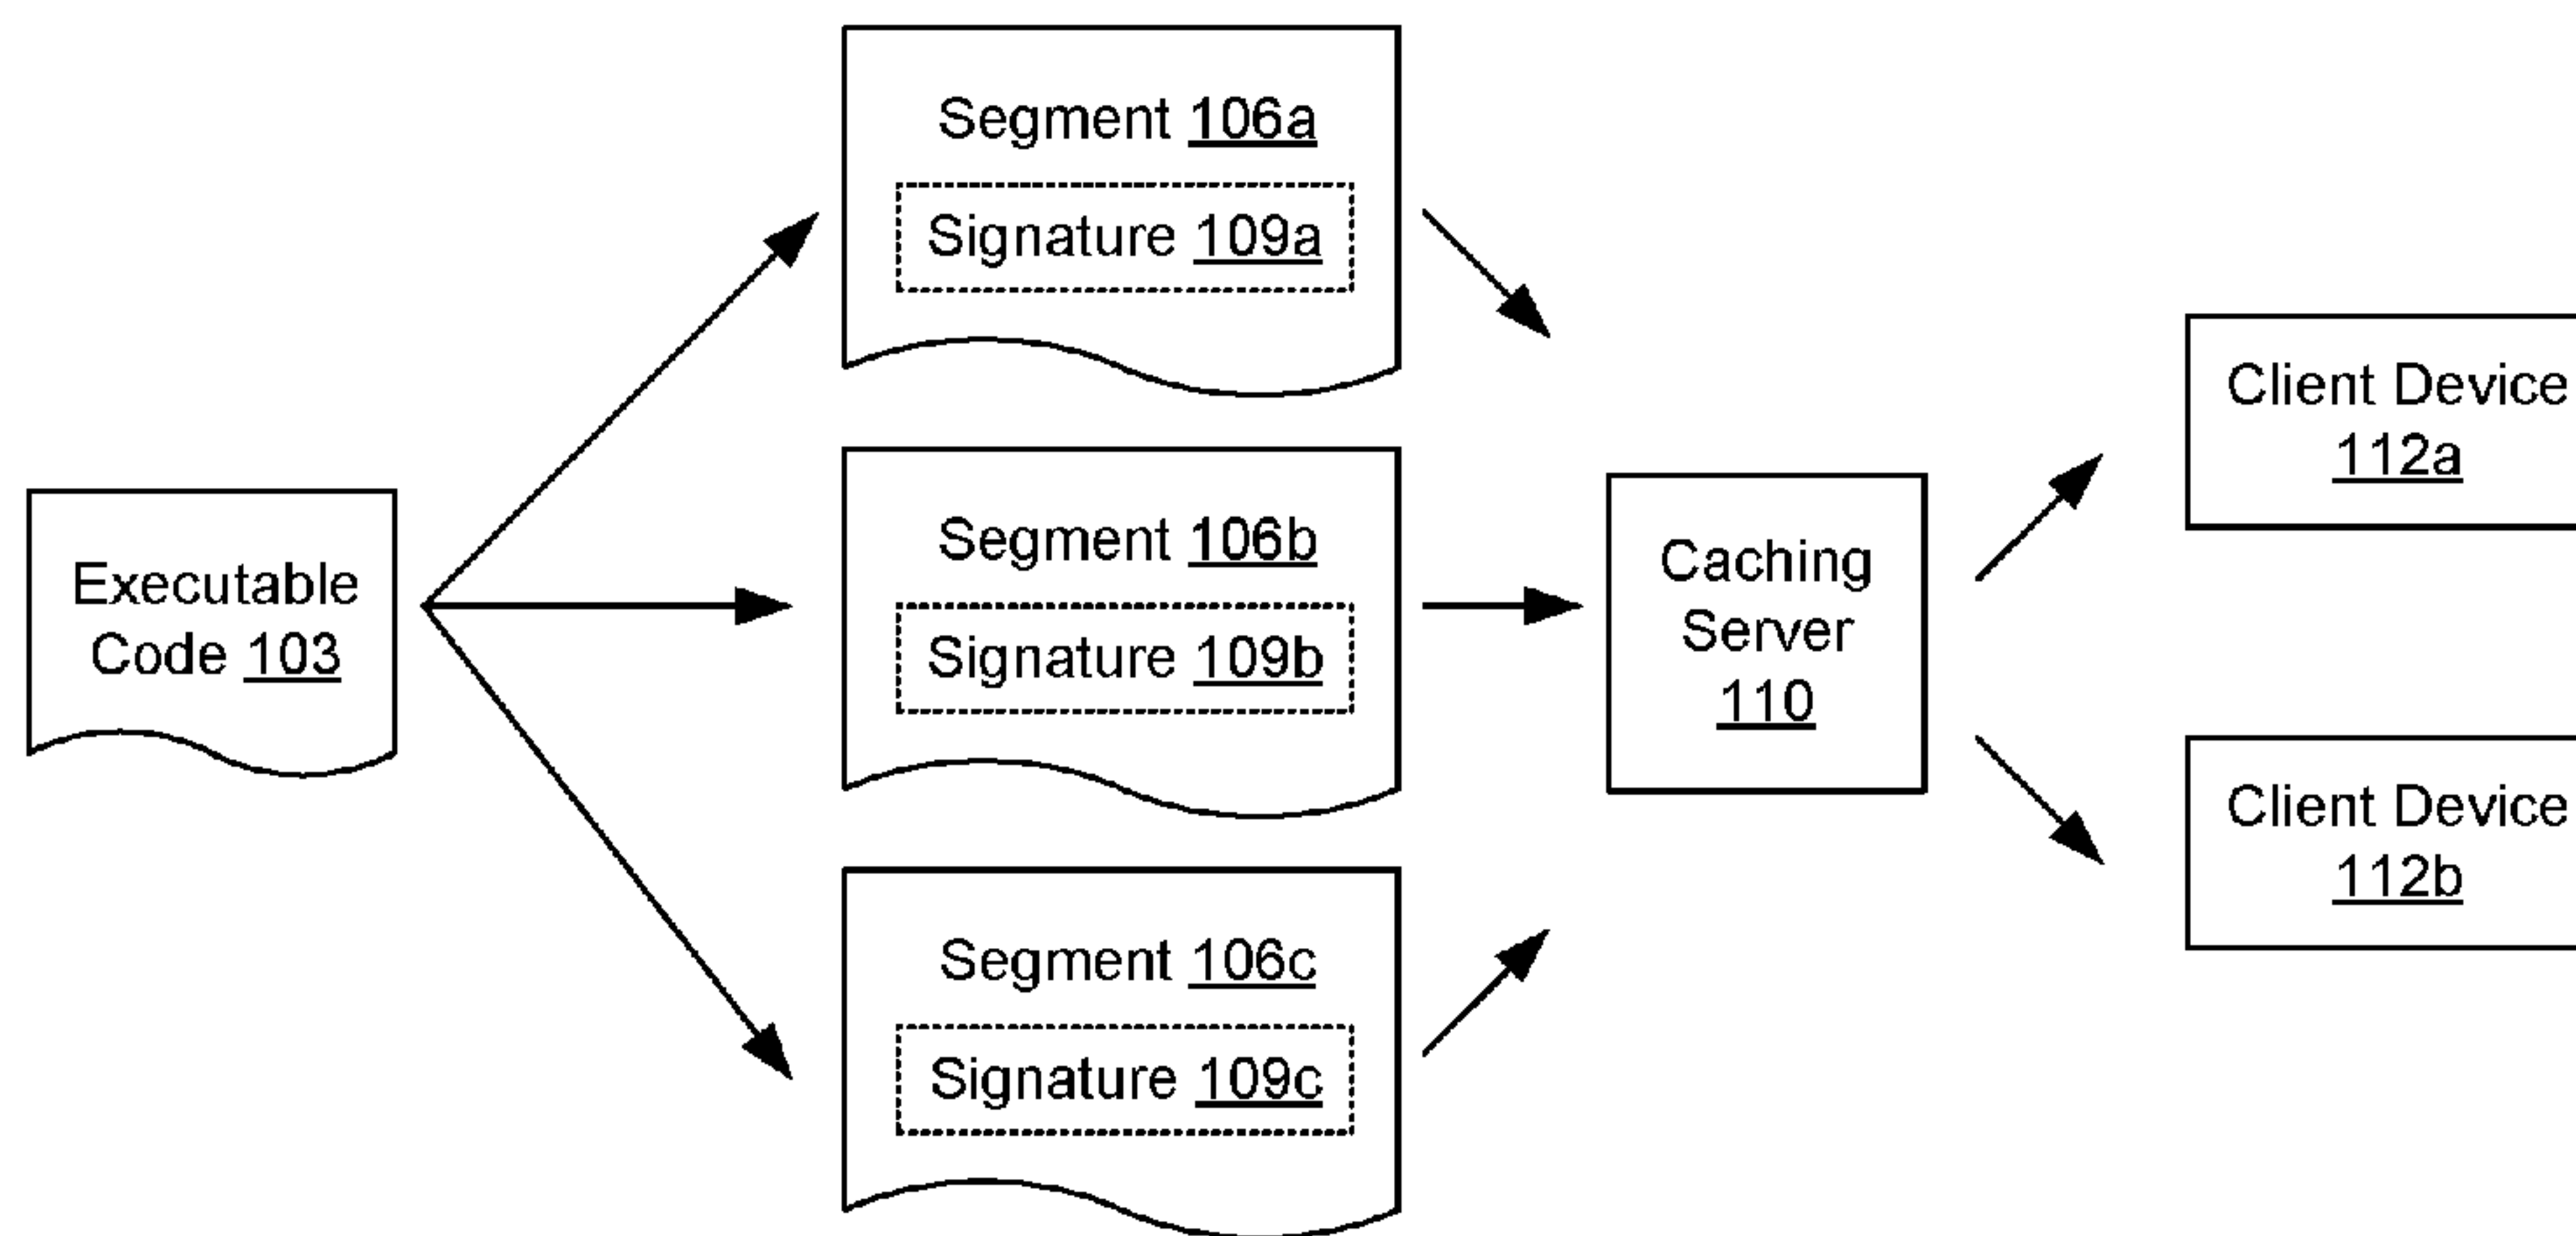 Executable
Code 103
Segment 106a
Signature 109a
Segment 106b
Signature 109b
Segment 106c
Signature 109c
Caching
Server
110
Client Device
112a
Client Device
112b